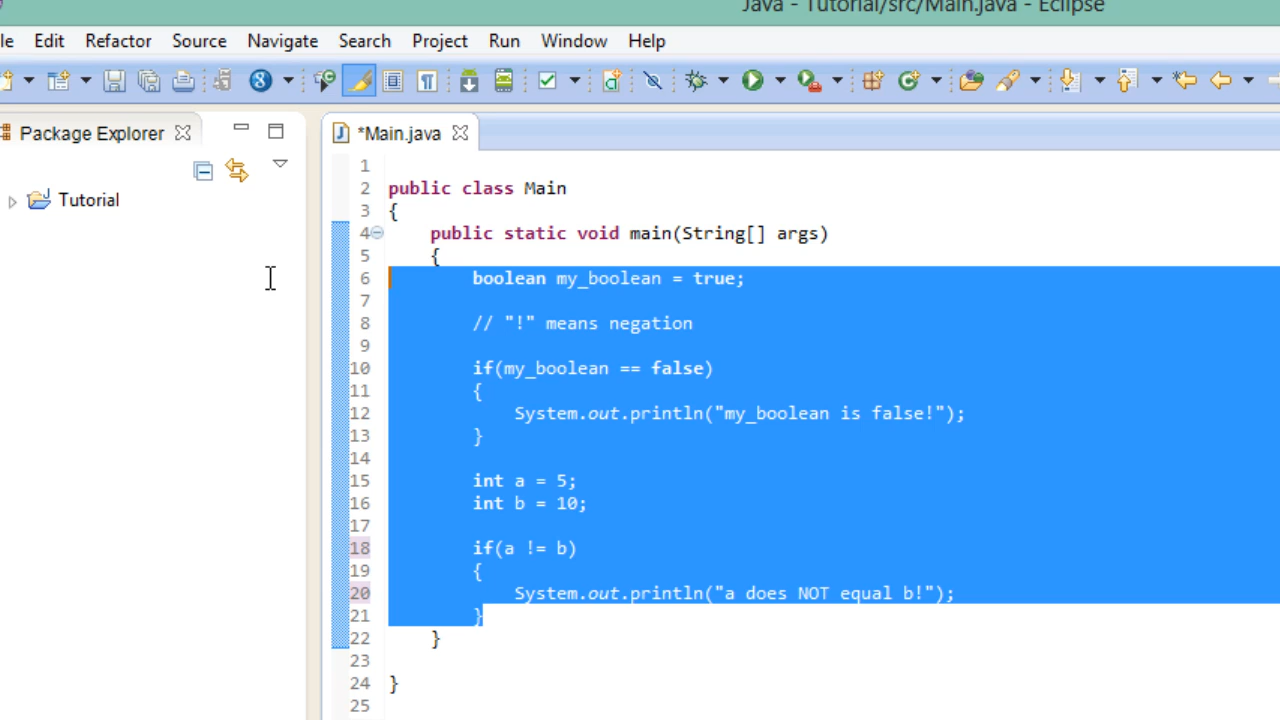 Java - Tutorial/src/Main.java - Eclipse
le Edit Refactor Source Navigate Search Project Run Window Help
Package Explorer
*Main.java
Tutorial
1
2 public class Main
3 {
4 public static void main(String[] args)
5 {
6 boolean my_boolean = true;
7
8 // "!" means negation
9
10 if(my_boolean == false)
11 {
12 System.out.println("my_boolean is false!");
13 }
14
15 int a = 5;
16 int b = 10;
17
18 if(a != b)
19 {
20 System.out.println("a does NOT equal b!");
21 }
22 }
23
24 }
25